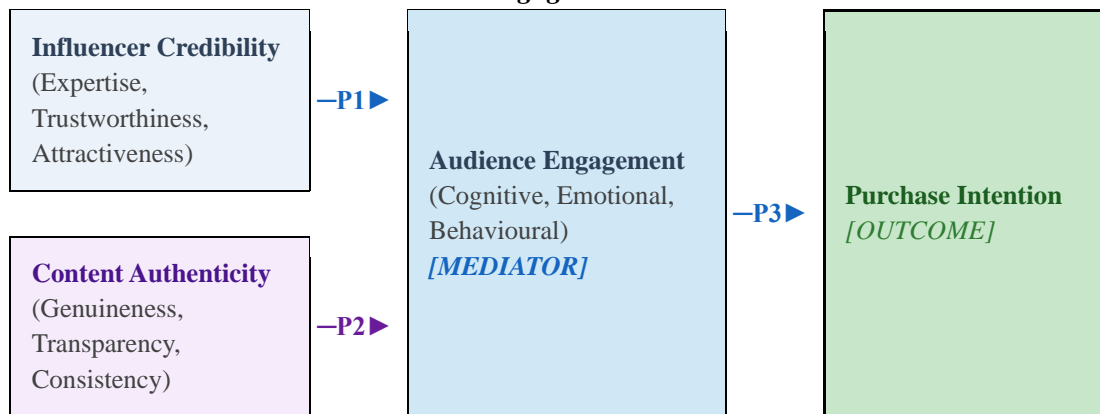 Influencer Credibility
(Expertise,
Trustworthiness,
Attractiveness)
—P1►
Content Authenticity
(Genuineness,
Transparency,
Consistency)
—P2►
Audience Engagement
(Cognitive, Emotional,
Behavioural)
[MEDIATOR]
—P3►
Purchase Intention
[OUTCOME]